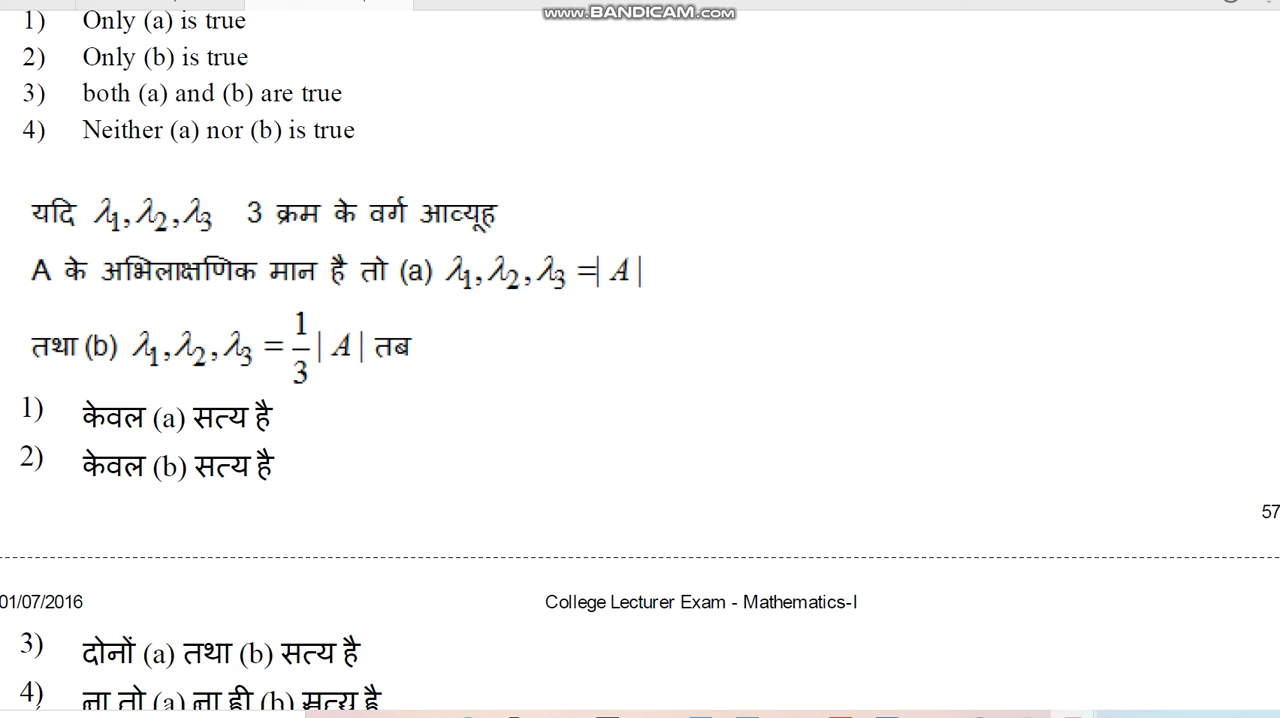 www.BANDICAM.com
1) Only (a) is true
2) Only (b) is true
3) both (a) and (b) are true
4) Neither (a) nor (b) is true
यदि λ₁,λ₂,λ₃ 3 क्रम के वर्ग आव्यूह
A के अभिलाक्षणिक मान है तो (a) λ₁,λ₂,λ₃ =| A |
तथा (b) λ₁,λ₂,λ₃ = 1/3 | A | तब
1) केवल (a) सत्य है
2) केवल (b) सत्य है
57
01/07/2016 College Lecturer Exam - Mathematics-I
3) दोनों (a) तथा (b) सत्य है
4) ना तो (a) ना ही (b) सत्य है